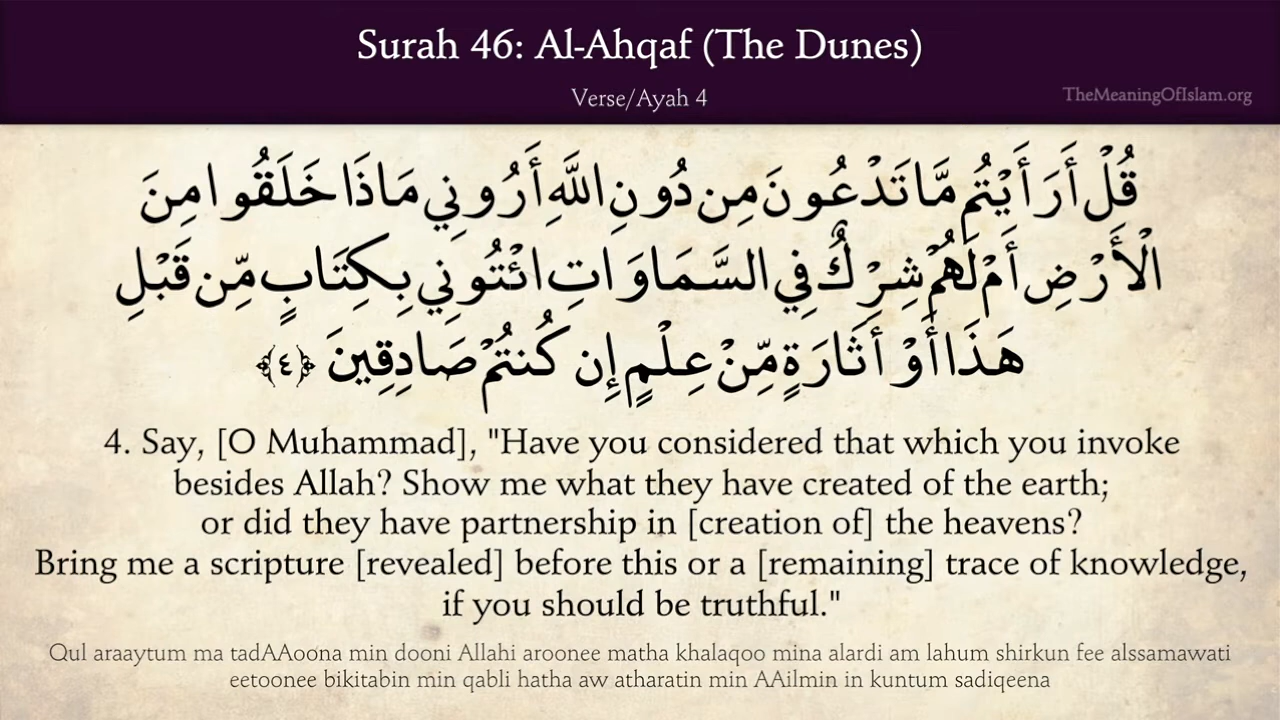 Surah 46: Al-Ahqaf (The Dunes)
Verse/Ayah 4
TheMeaningOfIslam.org
قُلْ أَرَأَيْتُم مَّا تَدْعُونَ مِن دُونِ اللَّهِ أَرُونِي مَاذَا خَلَقُوا مِنَ
الْأَرْضِ أَمْ لَهُمْ شِرْكٌ فِي السَّمَاوَاتِ ائْتُونِي بِكِتَابٍ مِّن قَبْلِ
هَذَا أَوْ أَثَارَةٍ مِّنْ عِلْمٍ إِن كُنتُمْ صَادِقِينَ ﴿٤﴾
4. Say, [O Muhammad], "Have you considered that which you invoke
besides Allah? Show me what they have created of the earth;
or did they have partnership in [creation of] the heavens?
Bring me a scripture [revealed] before this or a [remaining] trace of knowledge,
if you should be truthful."
Qul araaytum ma tadAAoona min dooni Allahi aroonee matha khalaqoo mina alardi am lahum shirkun fee alssamawati
eetoonee bikitabin min qabli hatha aw atharatin min AAilmin in kuntum sadiqeena